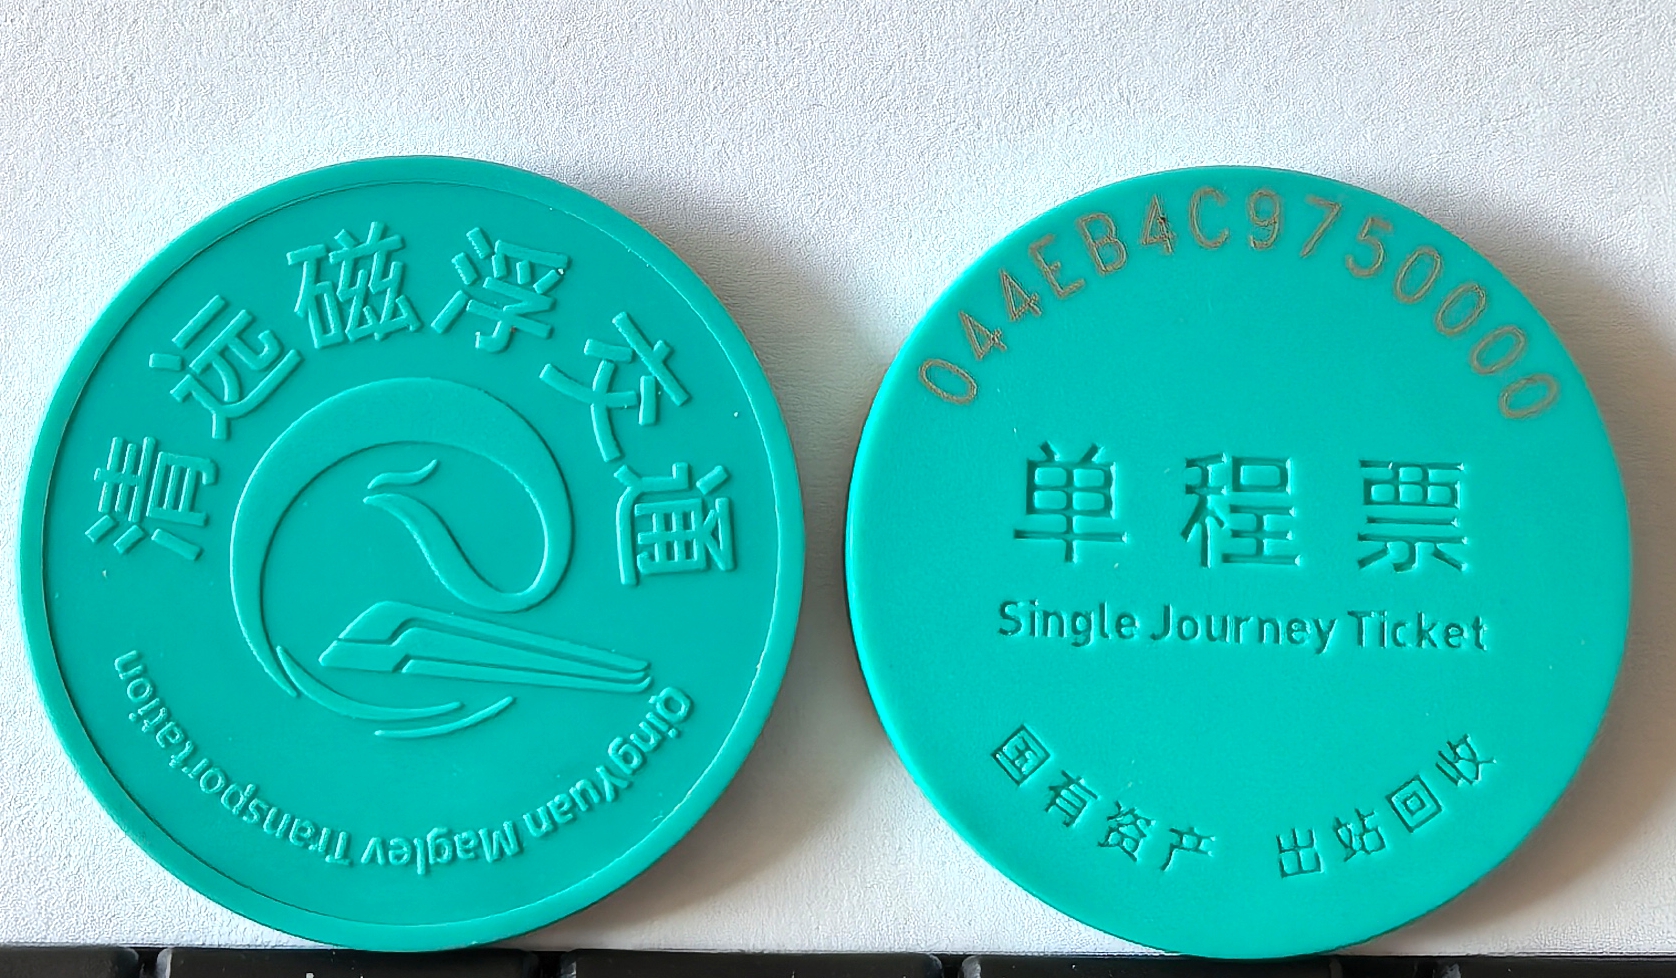 清远磁浮交通
QingYuan Maglev Transportation
044EB4C9750000
单程票
Single Journey Ticket
国有资产 出站回收